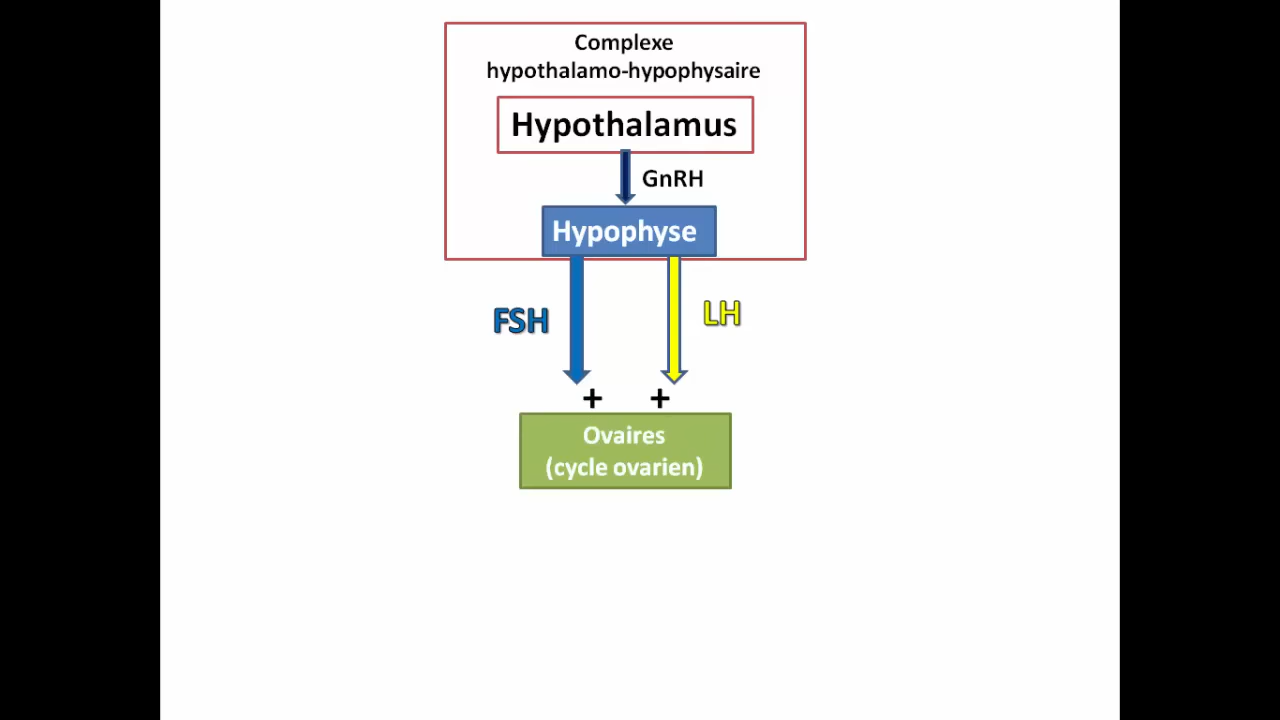 Complexe
hypothalamo-hypophysaire
Hypothalamus
GnRH
Hypophyse
FSH
LH
+ +
Ovaires
(cycle ovarien)